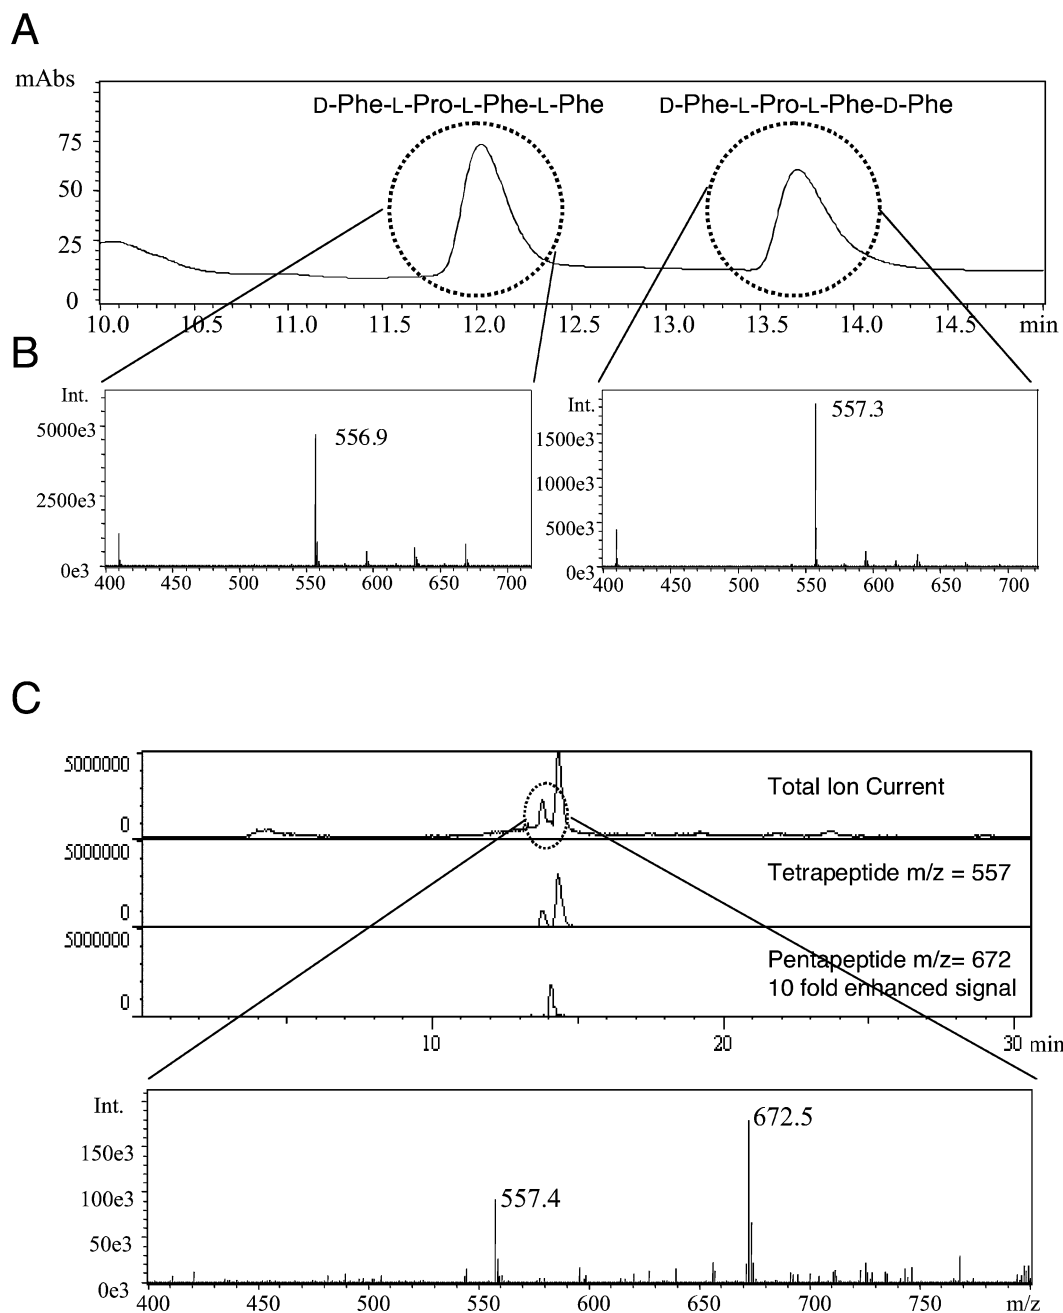 A
mAbs
D-Phe-L-Pro-L-Phe-L-Phe D-Phe-L-Pro-L-Phe-D-Phe
75
50
25
0
10.0 10.5 11.0 11.5 12.0 12.5 13.0 13.5 14.0 14.5 min
B
Int.
5000e3
2500e3
0e3
556.9
400 450 500 550 600 650 700
Int.
1500e3
1000e3
500e3
0e3
557.3
400 450 500 550 600 650 700
C
5000000
0
Total Ion Current
5000000
0
Tetrapeptide m/z = 557
5000000
0
Pentapeptide m/z= 672
10 fold enhanced signal
10 20 30 min
Int.
150e3
100e3
50e3
0e3
672.5
557.4
400 450 500 550 600 650 700 750 m/z